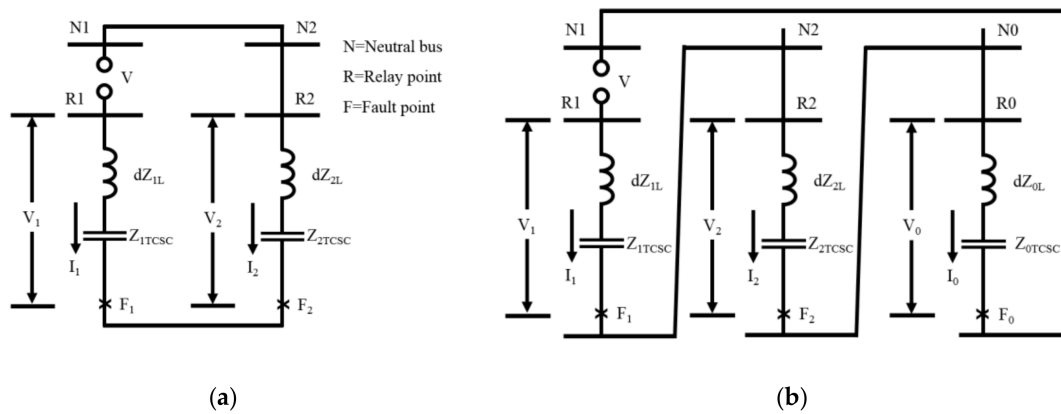 N1
N2
N=Neutral bus
V
R=Relay point
R1
R2
F=Fault point
dZ1L
dZ2L
V1
V2
Z1TCSC
Z2TCSC
I1
I2
F1
F2
(a)
N1
N2
N0
V
R1
R2
R0
dZ1L
dZ2L
dZ0L
V1
V2
V0
Z1TCSC
Z2TCSC
Z0TCSC
I1
I2
I0
F1
F2
F0
(b)